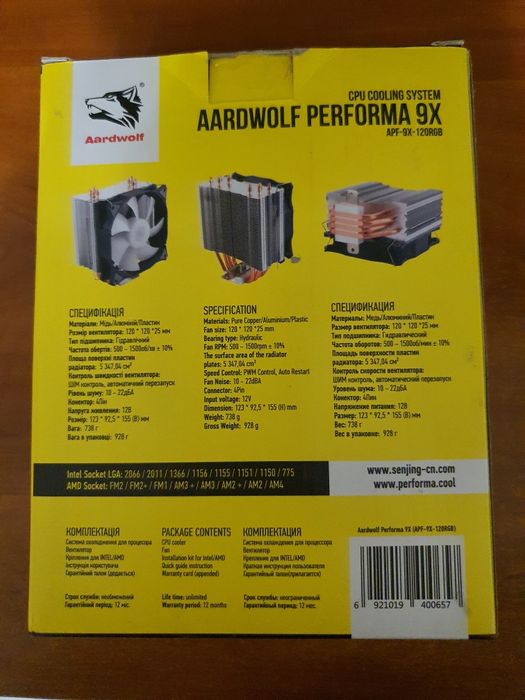 Aardwolf
®
CPU COOLING SYSTEM
AARDWOLF PERFORMA 9X
APF-9X-120RGB
СПЕЦИФІКАЦІЯ
Матеріали: Мідь/Алюміній/Пластик
Розмір вентилятора: 120 * 120 *25 мм
Тип підшипника: Гідравлічний
Частота обертів: 500 – 1500об/хв ± 10%
Площа поверхні пластин
радіатора: 5 347,04 см²
Контроль швидкості вентилятора:
ШІМ контроль, автоматичний перезапуск
Рівень шуму: 10 – 22дБА
Конектор: 4Пін
Напруга живлення: 12В
Розмір: 123 * 92,5 * 155 (В) мм
Вага: 738 г
Вага в упаковці: 928 г
SPECIFICATION
Materials: Pure Copper/Aluminium/Plastic
Fan size: 120 * 120 *25mm
Bearing type: Hydraulic
Fan RPM: 500 – 1500rpm ± 10%
The surface area of the radiator
plates: 5 347,04 cm²
Speed Control: PWM Control, Auto Restart
Fan Noise: 10 – 22dBA
Connector: 4Pin
Input voltage: 12V
Dimension: 123 * 92,5 * 155 (H) mm
Weight: 738 g
Gross Weight: 928 g
СПЕЦИФИКАЦИЯ
Материалы: Медь/Алюминий/Пластик
Размер вентилятора: 120 * 120 *25 мм
Тип подшипника: Гидравлический
Частота оборотов: 500 – 1500об/мин ± 10%
Площадь поверхности пластин
радиатора: 5 347,04 см²
Контроль скорости вентилятора:
ШИМ контроль, автоматический перезапуск
Уровень шума: 10 – 22дБА
Коннектор: 4Пин
Напряжение питания: 12В
Размер: 123 * 92,5 * 155 (В) мм
Вес: 738 г
Вес в упаковке: 928 г
Intel Socket LGA: 2066 / 2011 / 1366 / 1156 / 1155 / 1151 / 1150 / 775
AMD Socket: FM2 / FM2+ / FM1 / AM3 + / AM3 / AM2 + / AM2 / AM4
www.senjing-cn.com
www.performa.cool
КОМПЛЕКТАЦІЯ
Система охолодження для процесора
Вентилятор
Кріплення для INTEL/AMD
Інструкція користувача
Гарантійний талон (додається)
Строк служби: необмежений
Гарантійний період: 12 міс.
PACKAGE CONTENTS
CPU cooler
Fan
Installation kit for Intel/AMD
Quick guide instruction
Warranty card (appended)
Life time: unlimited
Warranty period: 12 months
КОМПЛЕКТАЦИЯ
Система охлаждения для процессора
Вентилятор
Крепление для INTEL/AMD
Краткая инструкция пользователя
Гарантийный талон(прилагается)
Срок службы: неограниченный
Гарантийный период: 12 мес.
Aardwolf Performa 9X (APF-9X-120RGB)
6 921019 400657